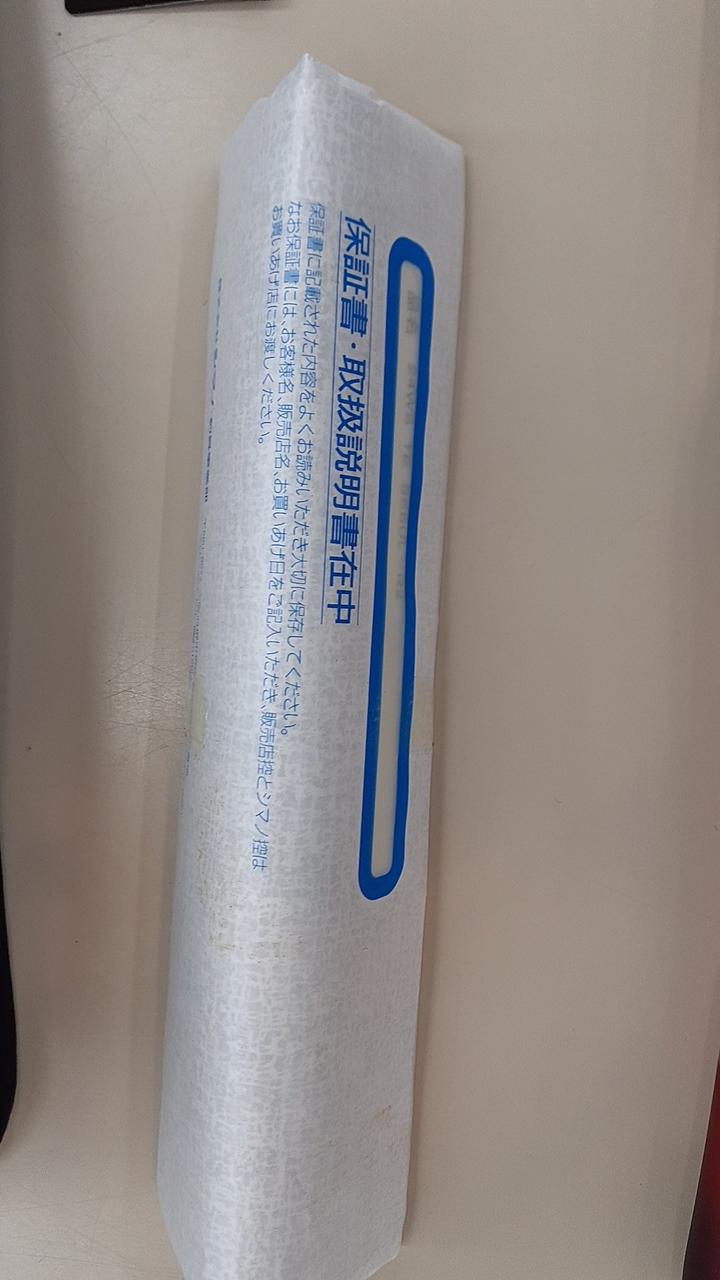 保証書・取扱説明書在中
保証書に記載された内容をよくお読みいただき大切に保存してください。
なお保証書には、お客様名、販売店名、お買いあげ日をご記入いただき、販売店控とシマノ控は
お買いあげ店にお渡しください。